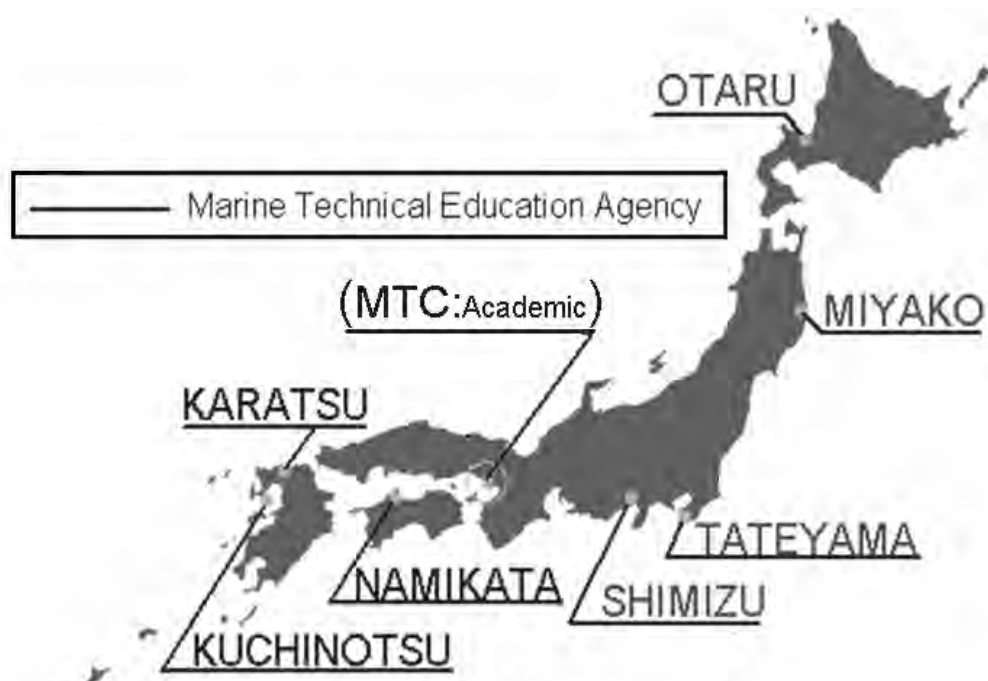 OTARU
Marine Technical Education Agency
(MTC:Academic)
MIYAKO
KARATSU
TATEYAMA
NAMIKATA
SHIMIZU
KUCHINOTSU